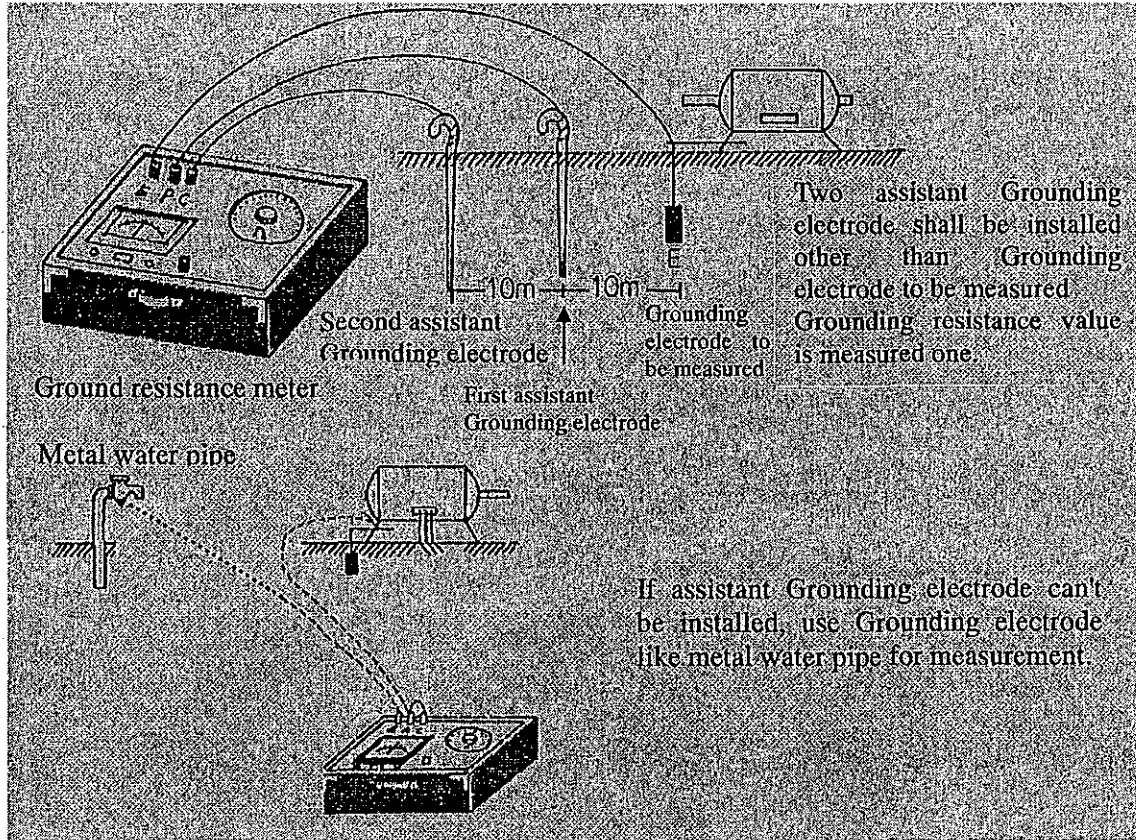 E P C
Two assistant Grounding
electrode shall be installed
other than Grounding
electrode to be measured
Grounding resistance value
is measured one.
E
10m 10m
Second assistant
Grounding electrode
Grounding
electrode to
be measured
Ground resistance meter
First assistant
Grounding electrode
Metal water pipe
If assistant Grounding electrode can't
be installed, use Grounding electrode
like metal water pipe for measurement.